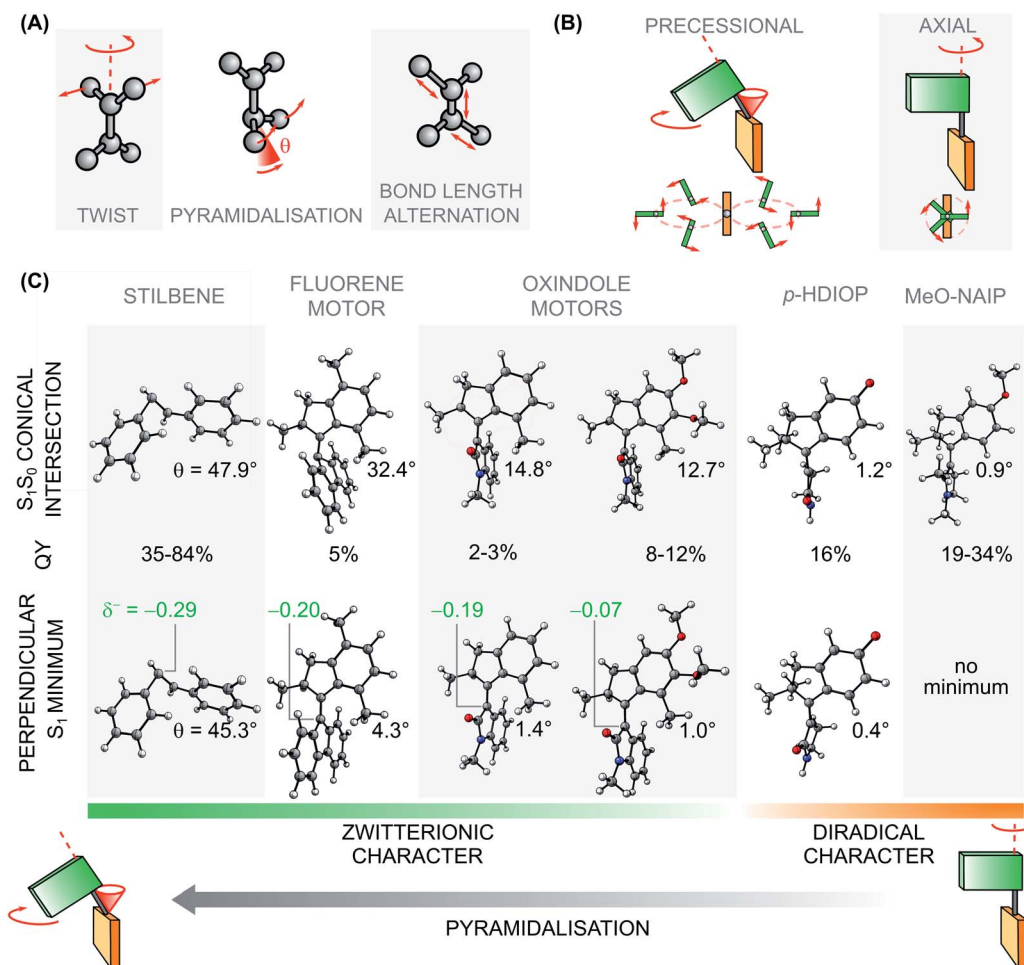 (A)
TWIST
PYRAMIDALISATION
θ
BOND LENGTH
ALTERNATION
(B)
PRECESSIONAL
AXIAL
(C)
STILBENE
FLUORENE
MOTOR
OXINDOLE
MOTORS
p-HDIOP
MeO-NAIP
S₁S₀ CONICAL
INTERSECTION
θ = 47.9°
32.4°
14.8°
12.7°
1.2°
0.9°
QY
35-84%
5%
2-3%
8-12%
16%
19-34%
PERPENDICULAR
S₁ MINIMUM
δ⁻ = −0.29
−0.20
−0.19
−0.07
θ = 45.3°
4.3°
1.4°
1.0°
0.4°
no
minimum
ZWITTERIONIC
CHARACTER
DIRADICAL
CHARACTER
PYRAMIDALISATION